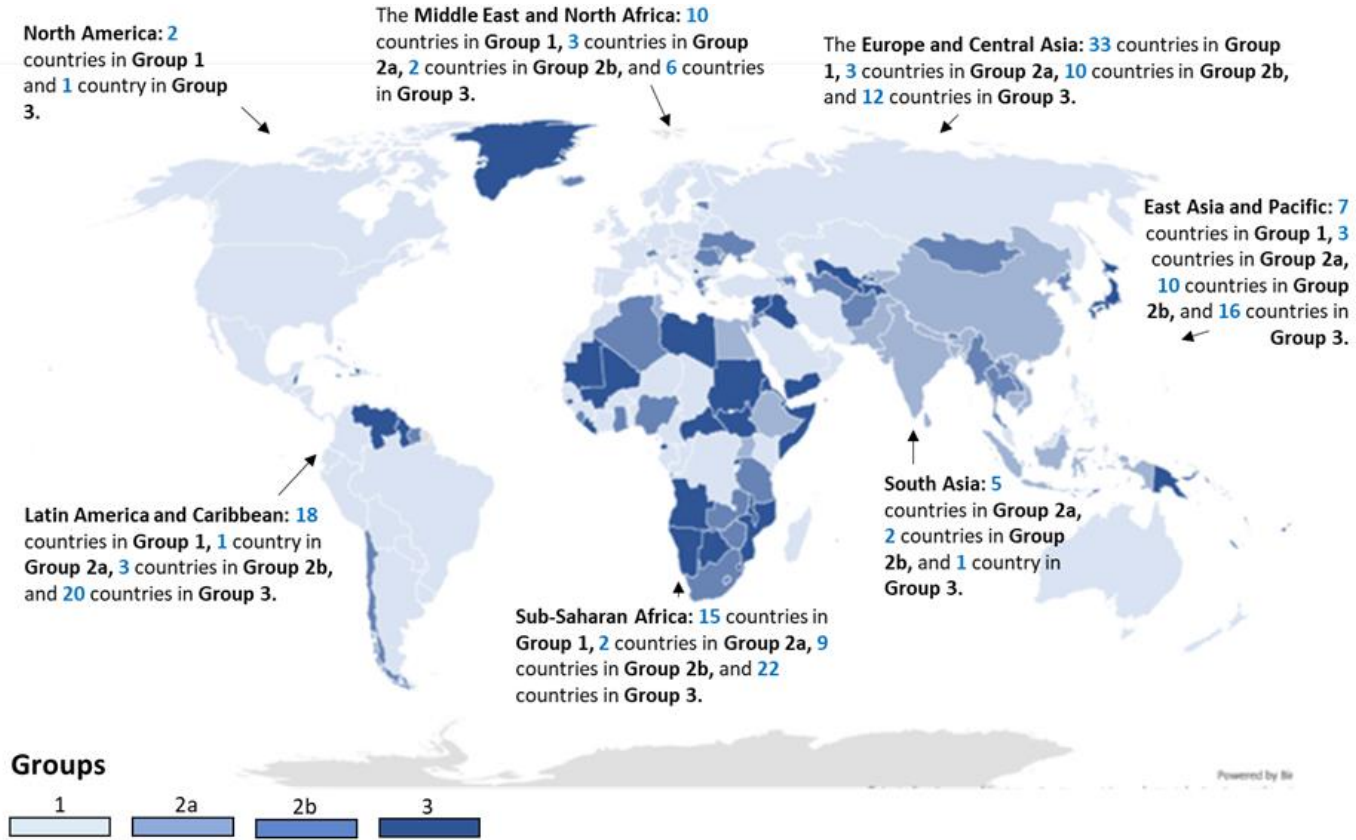 North America: 2
countries in Group 1
and 1 country in Group
3.
The Middle East and North Africa: 10
countries in Group 1, 3 countries in Group
2a, 2 countries in Group 2b, and 6 countries
in Group 3.
The Europe and Central Asia: 33 countries in Group
1, 3 countries in Group 2a, 10 countries in Group 2b,
and 12 countries in Group 3.
East Asia and Pacific: 7
countries in Group 1, 3
countries in Group 2a,
10 countries in Group
2b, and 16 countries in
Group 3.
Latin America and Caribbean: 18
countries in Group 1, 1 country in
Group 2a, 3 countries in Group 2b,
and 20 countries in Group 3.
South Asia: 5
countries in Group 2a,
2 countries in Group
2b, and 1 country in
Group 3.
Sub-Saharan Africa: 15 countries in
Group 1, 2 countries in Group 2a, 9
countries in Group 2b, and 22
countries in Group 3.
Groups
1 2a 2b 3
Powered by Bi